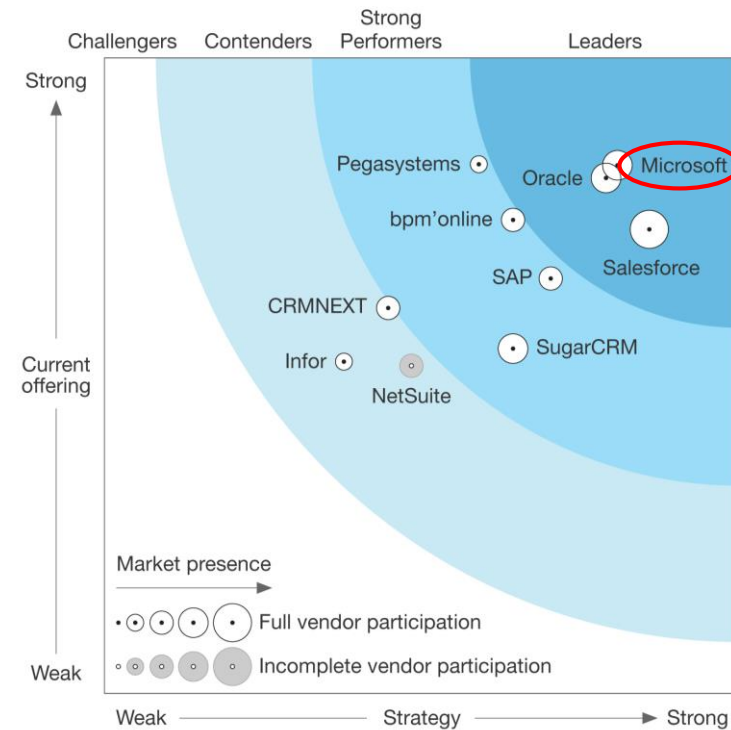 Challengers
Contenders
Strong
Performers
Leaders
Strong
Pegasystems
Microsoft
Oracle
bpm’online
Salesforce
SAP
CRMNEXT
SugarCRM
Infor
NetSuite
Current
offering
Market presence
Full vendor participation
Incomplete vendor participation
Weak
Weak
Strategy
Strong